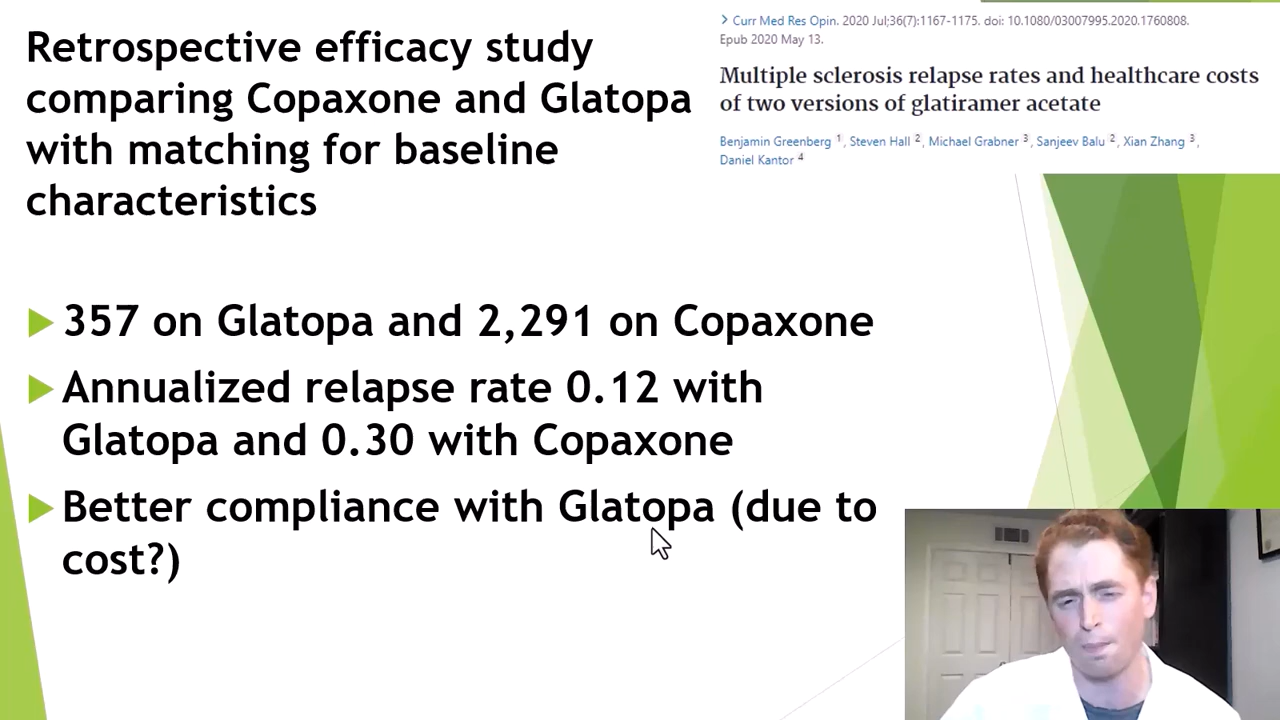 Retrospective efficacy study
comparing Copaxone and Glatopa
with matching for baseline
characteristics
> Curr Med Res Opin. 2020 Jul;36(7):1167-1175. doi: 10.1080/03007995.2020.1760808.
Epub 2020 May 13.
Multiple sclerosis relapse rates and healthcare costs
of two versions of glatiramer acetate
Benjamin Greenberg 1, Steven Hall 2, Michael Grabner 3, Sanjeev Balu 2, Xian Zhang 3,
Daniel Kantor 4
357 on Glatopa and 2,291 on Copaxone
Annualized relapse rate 0.12 with
Glatopa and 0.30 with Copaxone
Better compliance with Glatopa (due to
cost?)